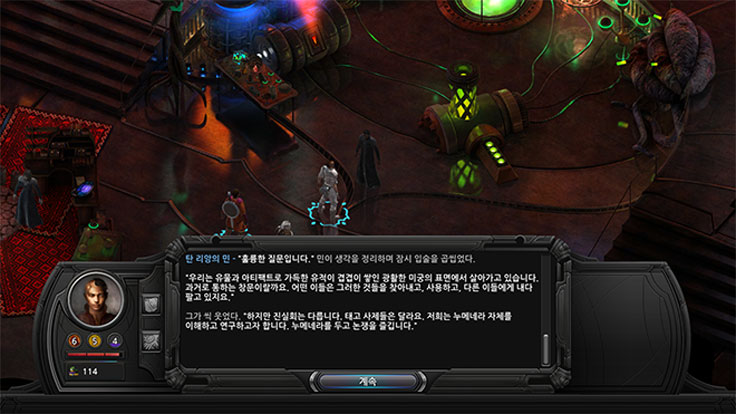 탄 리앙의 민 - "훌륭한 질문입니다." 민이 생각을 정리하며 잠시 입술을 곱씹었다.
"우리는 유물과 아티팩트로 가득한 유적이 겹겹이 쌓인 광활한 미궁의 표면에서 살아가고 있습니다.
과거로 통하는 창문이랄까요. 어떤 이들은 그러한 것들을 찾아내고, 사용하고, 다른 이들에게 내다
팔고 있지요."
그가 씩 웃었다. "하지만 진실회는 다릅니다. 태고 사제들은 달라요. 저희는 누메네라 자체를
이해하고 연구하고자 합니다. 누메네라를 두고 논쟁을 즐깁니다."
6 5 4
114
계속